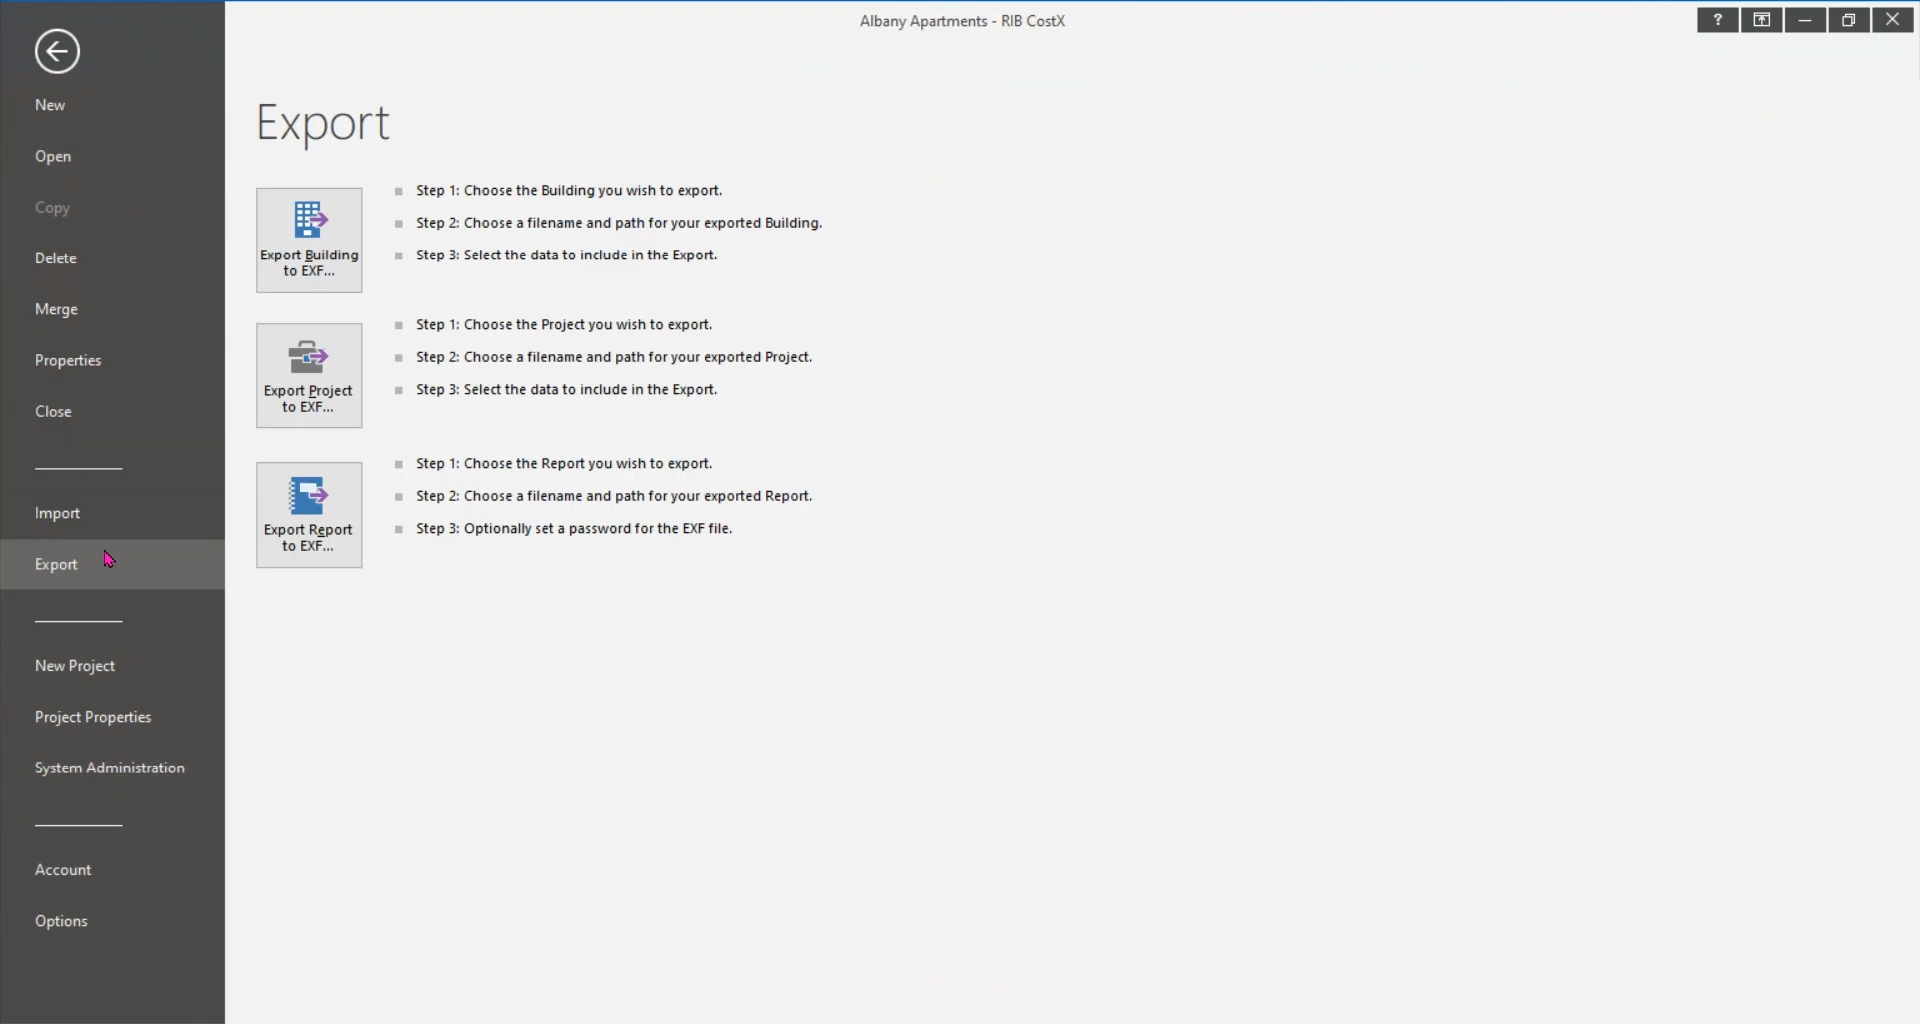 Albany Apartments - RIB CostX
?
New
Open
Copy
Delete
Merge
Properties
Close
Import
Export
New Project
Project Properties
System Administration
Account
Options
Export
Export Building
to EXF...
Step 1: Choose the Building you wish to export.
Step 2: Choose a filename and path for your exported Building.
Step 3: Select the data to include in the Export.
Export Project
to EXF...
Step 1: Choose the Project you wish to export.
Step 2: Choose a filename and path for your exported Project.
Step 3: Select the data to include in the Export.
Export Report
to EXF...
Step 1: Choose the Report you wish to export.
Step 2: Choose a filename and path for your exported Report.
Step 3: Optionally set a password for the EXF file.